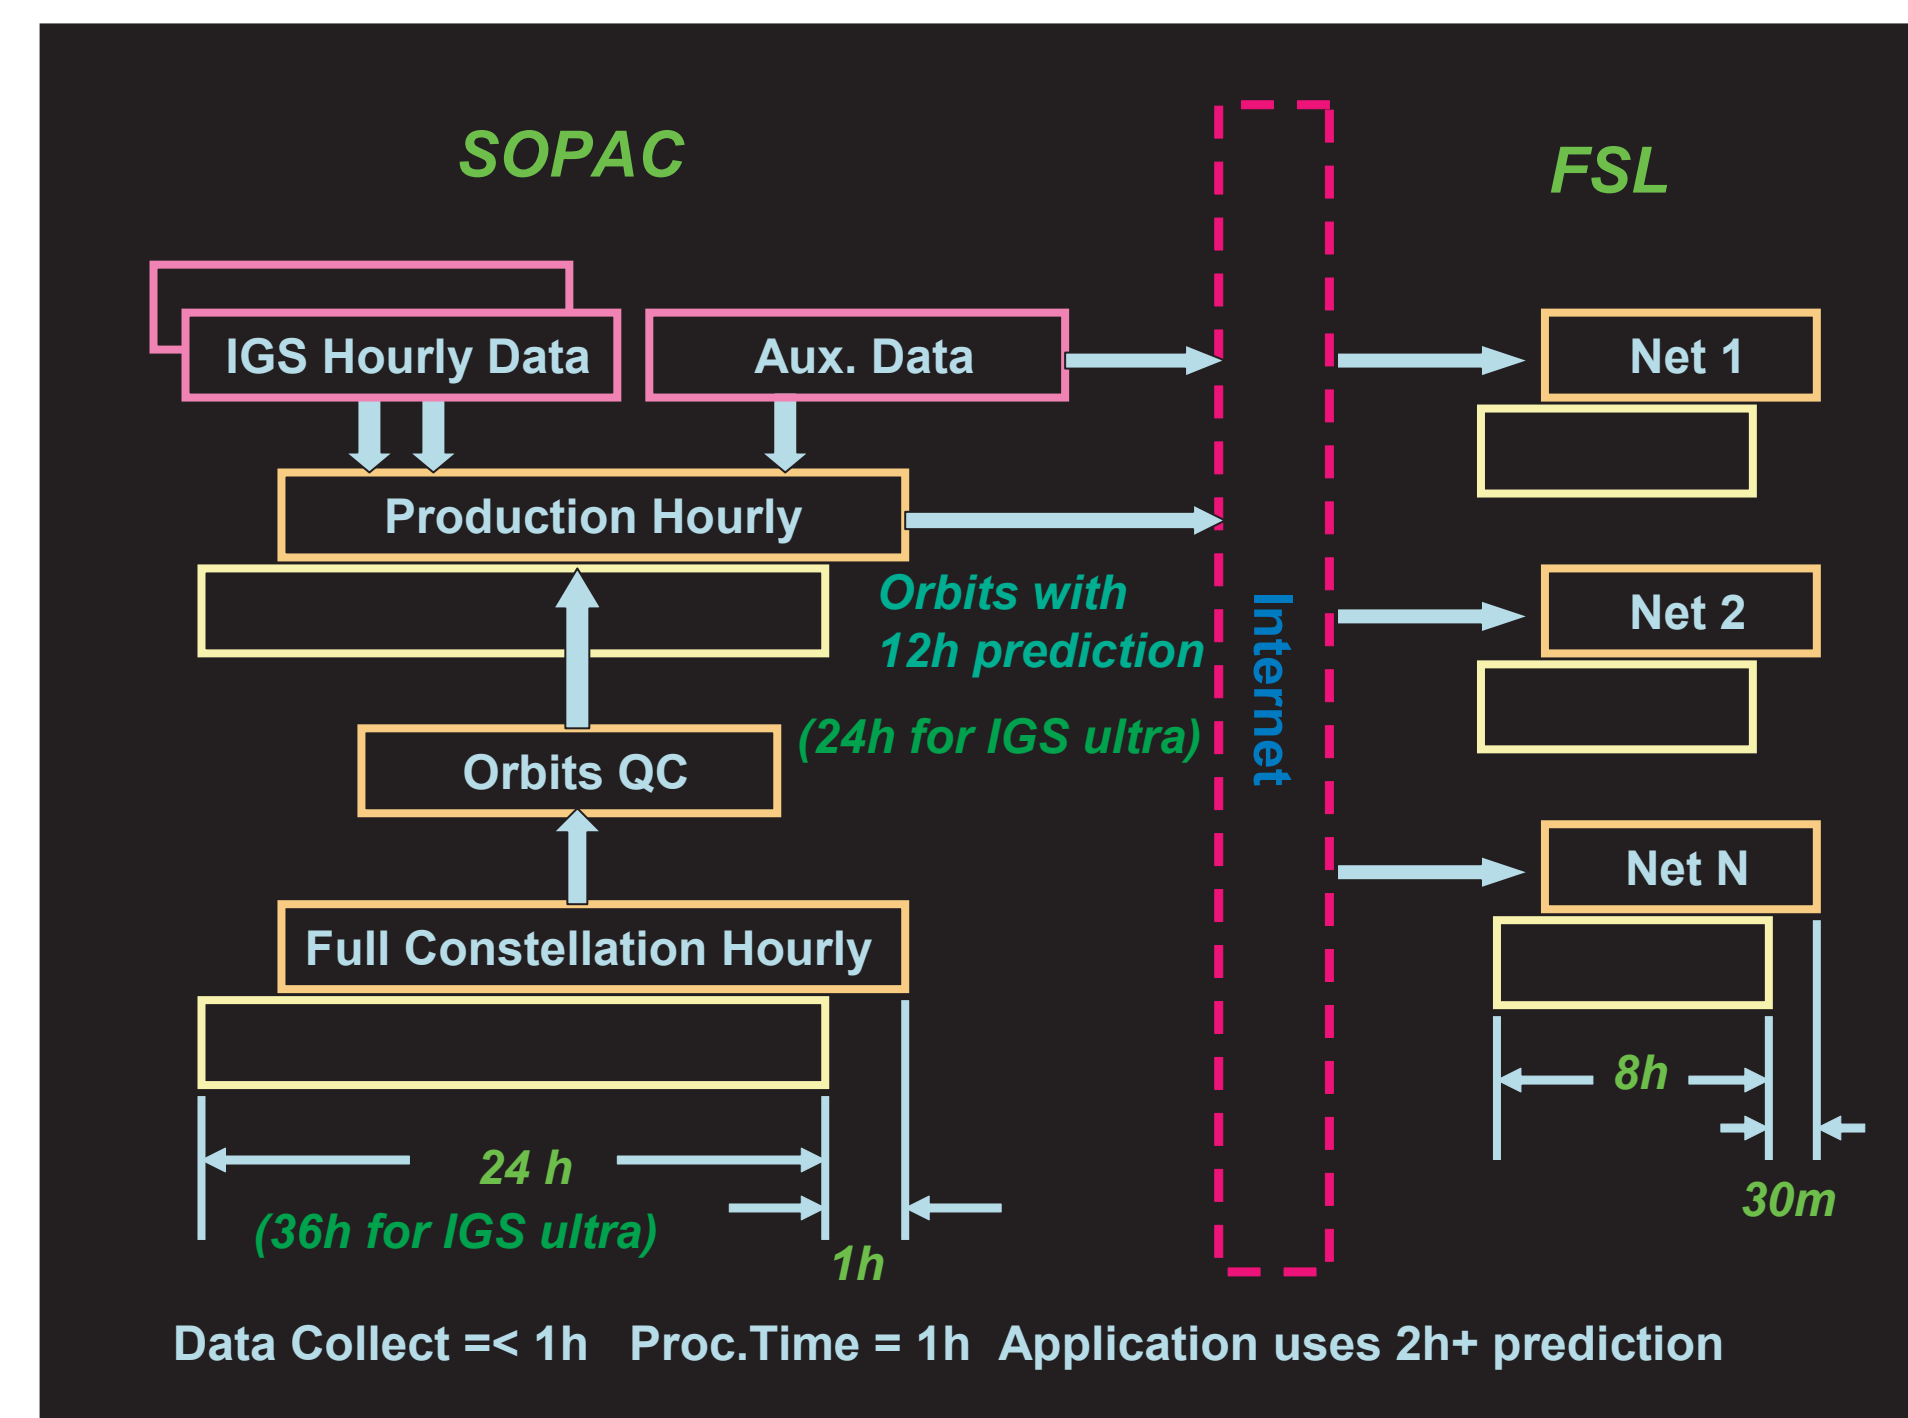 SOPAC
FSL
IGS Hourly Data
Aux. Data
Net 1
Production Hourly
Orbits with
12h prediction
(24h for IGS ultra)
Internet
Net 2
Orbits QC
Net N
Full Constellation Hourly
8h
24 h
(36h for IGS ultra)
1h
30m
Data Collect =< 1h Proc.Time = 1h Application uses 2h+ prediction